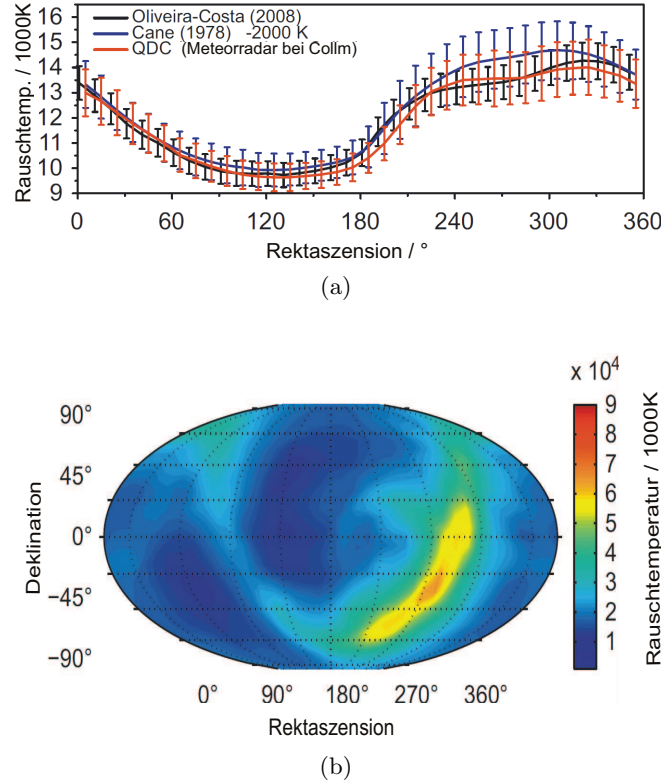 Oliveira-Costa (2008)
Cane (1978) -2000 K
QDC (Meteorradar bei Collm)
Rauschtemp. / 1000K
16
15
14
13
12
11
10
9
0 60 120 180 240 300 360
Rektaszension / °
(a)
90°
45°
0°
−45°
−90°
Deklination
0° 90° 180° 270° 360°
Rektaszension
x 10⁴
9
8
7
6
5
4
3
2
1
Rauschtemperatur / 1000K
(b)